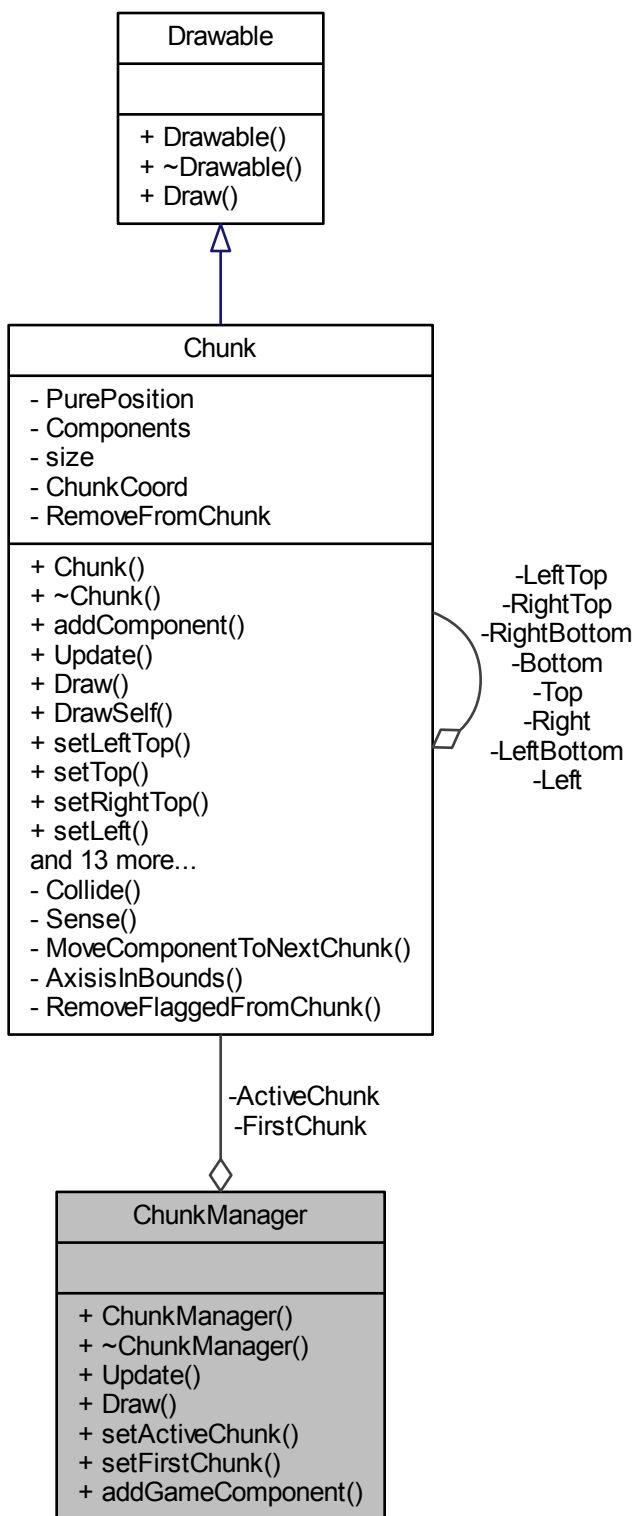 Drawable
+ Drawable()
+ ~Drawable()
+ Draw()
Chunk
- PurePosition
- Components
- size
- ChunkCoord
- RemoveFromChunk
+ Chunk()
+ ~Chunk()
+ addComponent()
+ Update()
+ Draw()
+ DrawSelf()
+ setLeftTop()
+ setTop()
+ setRightTop()
+ setLeft()
and 13 more...
- Collide()
- Sense()
- MoveComponentToNextChunk()
- AxisisInBounds()
- RemoveFlaggedFromChunk()
-LeftTop
-RightTop
-RightBottom
-Bottom
-Top
-Right
-LeftBottom
-Left
-ActiveChunk
-FirstChunk
ChunkManager
+ ChunkManager()
+ ~ChunkManager()
+ Update()
+ Draw()
+ setActiveChunk()
+ setFirstChunk()
+ addGameComponent()